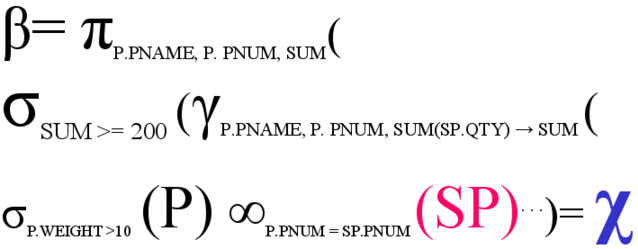 β= π P.PNAME, P. PNUM, SUM(
σ SUM >= 200 (γ P.PNAME, P. PNUM, SUM(SP.QTY) → SUM (
σ P.WEIGHT >10 (P) ∞ P.PNUM = SP.PNUM (SP)...)= χ